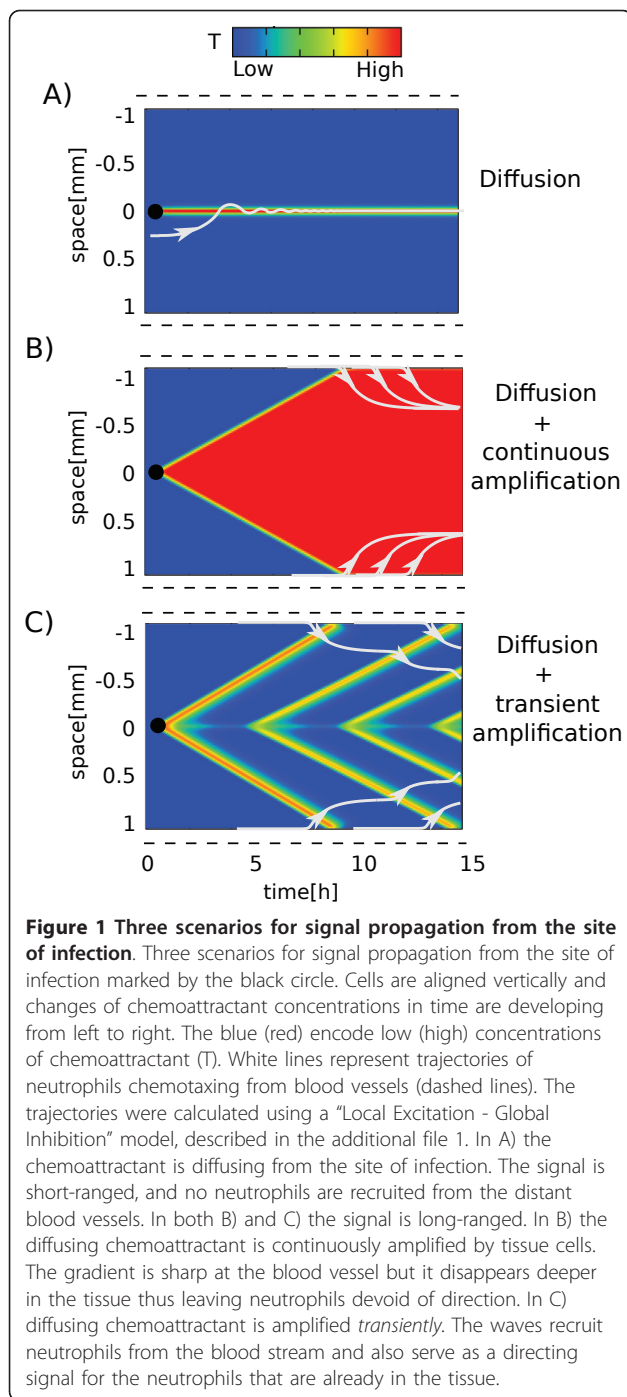 T
Low High
A)
-1
-0.5
0
0.5
1
space[mm]
Diffusion
B)
-1
-0.5
0
0.5
1
space[mm]
Diffusion
+
continuous
amplification
C)
-1
-0.5
0
0.5
1
space[mm]
Diffusion
+
transient
amplification
0 5 10 15
time[h]
Figure 1 Three scenarios for signal propagation from the site
of infection. Three scenarios for signal propagation from the site of
infection marked by the black circle. Cells are aligned vertically and
changes of chemoattractant concentrations in time are developing
from left to right. The blue (red) encode low (high) concentrations
of chemoattractant (T). White lines represent trajectories of
neutrophils chemotaxing from blood vessels (dashed lines). The
trajectories were calculated using a "Local Excitation - Global
Inhibition" model, described in the additional file 1. In A) the
chemoattractant is diffusing from the site of infection. The signal is
short-ranged, and no neutrophils are recruited from the distant
blood vessels. In both B) and C) the signal is long-ranged. In B) the
diffusing chemoattractant is continuously amplified by tissue cells.
The gradient is sharp at the blood vessel but it disappears deeper
in the tissue thus leaving neutrophils devoid of direction. In C)
diffusing chemoattractant is amplified transiently. The waves recruit
neutrophils from the blood stream and also serve as a directing
signal for the neutrophils that are already in the tissue.